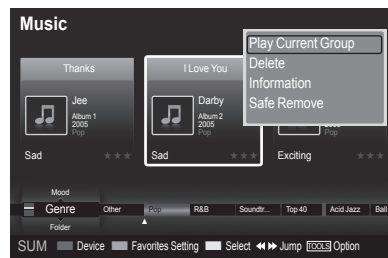 Music
Play Current Group
Delete
Information
Safe Remove
Thanks
I Love You
Jee
Album 1
2005
Pop
Darby
Album 2
2005
Pop
2005
Pop
Sad ★★★
Sad ★★★
Exciting ★★★
Mood
Genre
Folder
Other Pop R&B Soundtr... Top 40 Acid Jazz Ball
SUM Device Favorites Setting Select ◀◀ ▶▶ Jump TOOLS Option